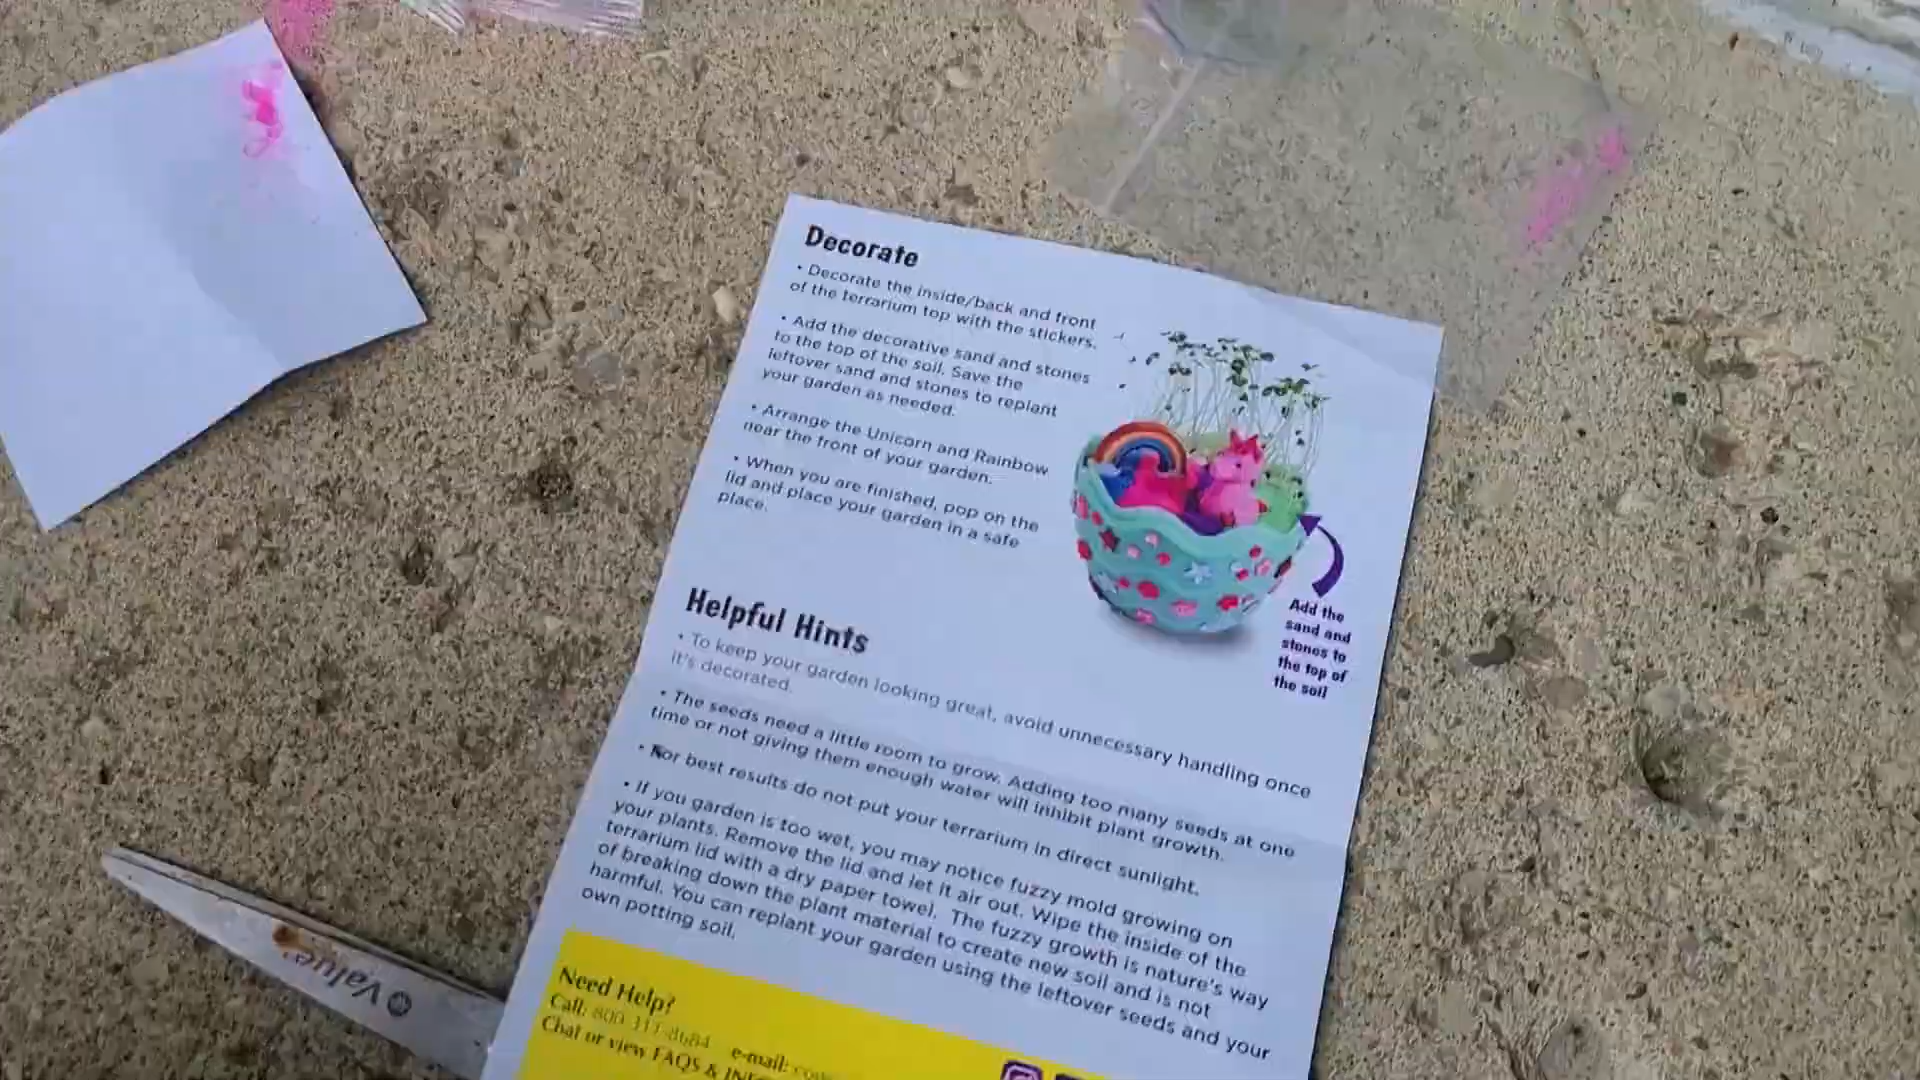 Decorate
• Decorate the inside/back and front
of the terrarium top with the stickers.
• Add the decorative sand and stones
to the top of the soil. Save the
leftover sand and stones to replant
your garden as needed.
• Arrange the Unicorn and Rainbow
near the front of your garden.
• When you are finished, pop on the
lid and place your garden in a safe
place.
Add the
sand and
stones to
the top of
the soil
Helpful Hints
• To keep your garden looking great, avoid unnecessary handling once
it's decorated.
• The seeds need a little room to grow. Adding too many seeds at one
time or not giving them enough water will inhibit plant growth.
• For best results do not put your terrarium in direct sunlight.
• If you garden is too wet, you may notice fuzzy mold growing on
your plants. Remove the lid and let it air out. Wipe the inside of the
terrarium lid with a dry paper towel. The fuzzy growth is nature's way
of breaking down the plant material to create new soil and is not
harmful. You can replant your garden using the leftover seeds and your
own potting soil.
Need Help?
Call: 800-311-8684 e-mail:
Chat or view FAQS &
Value